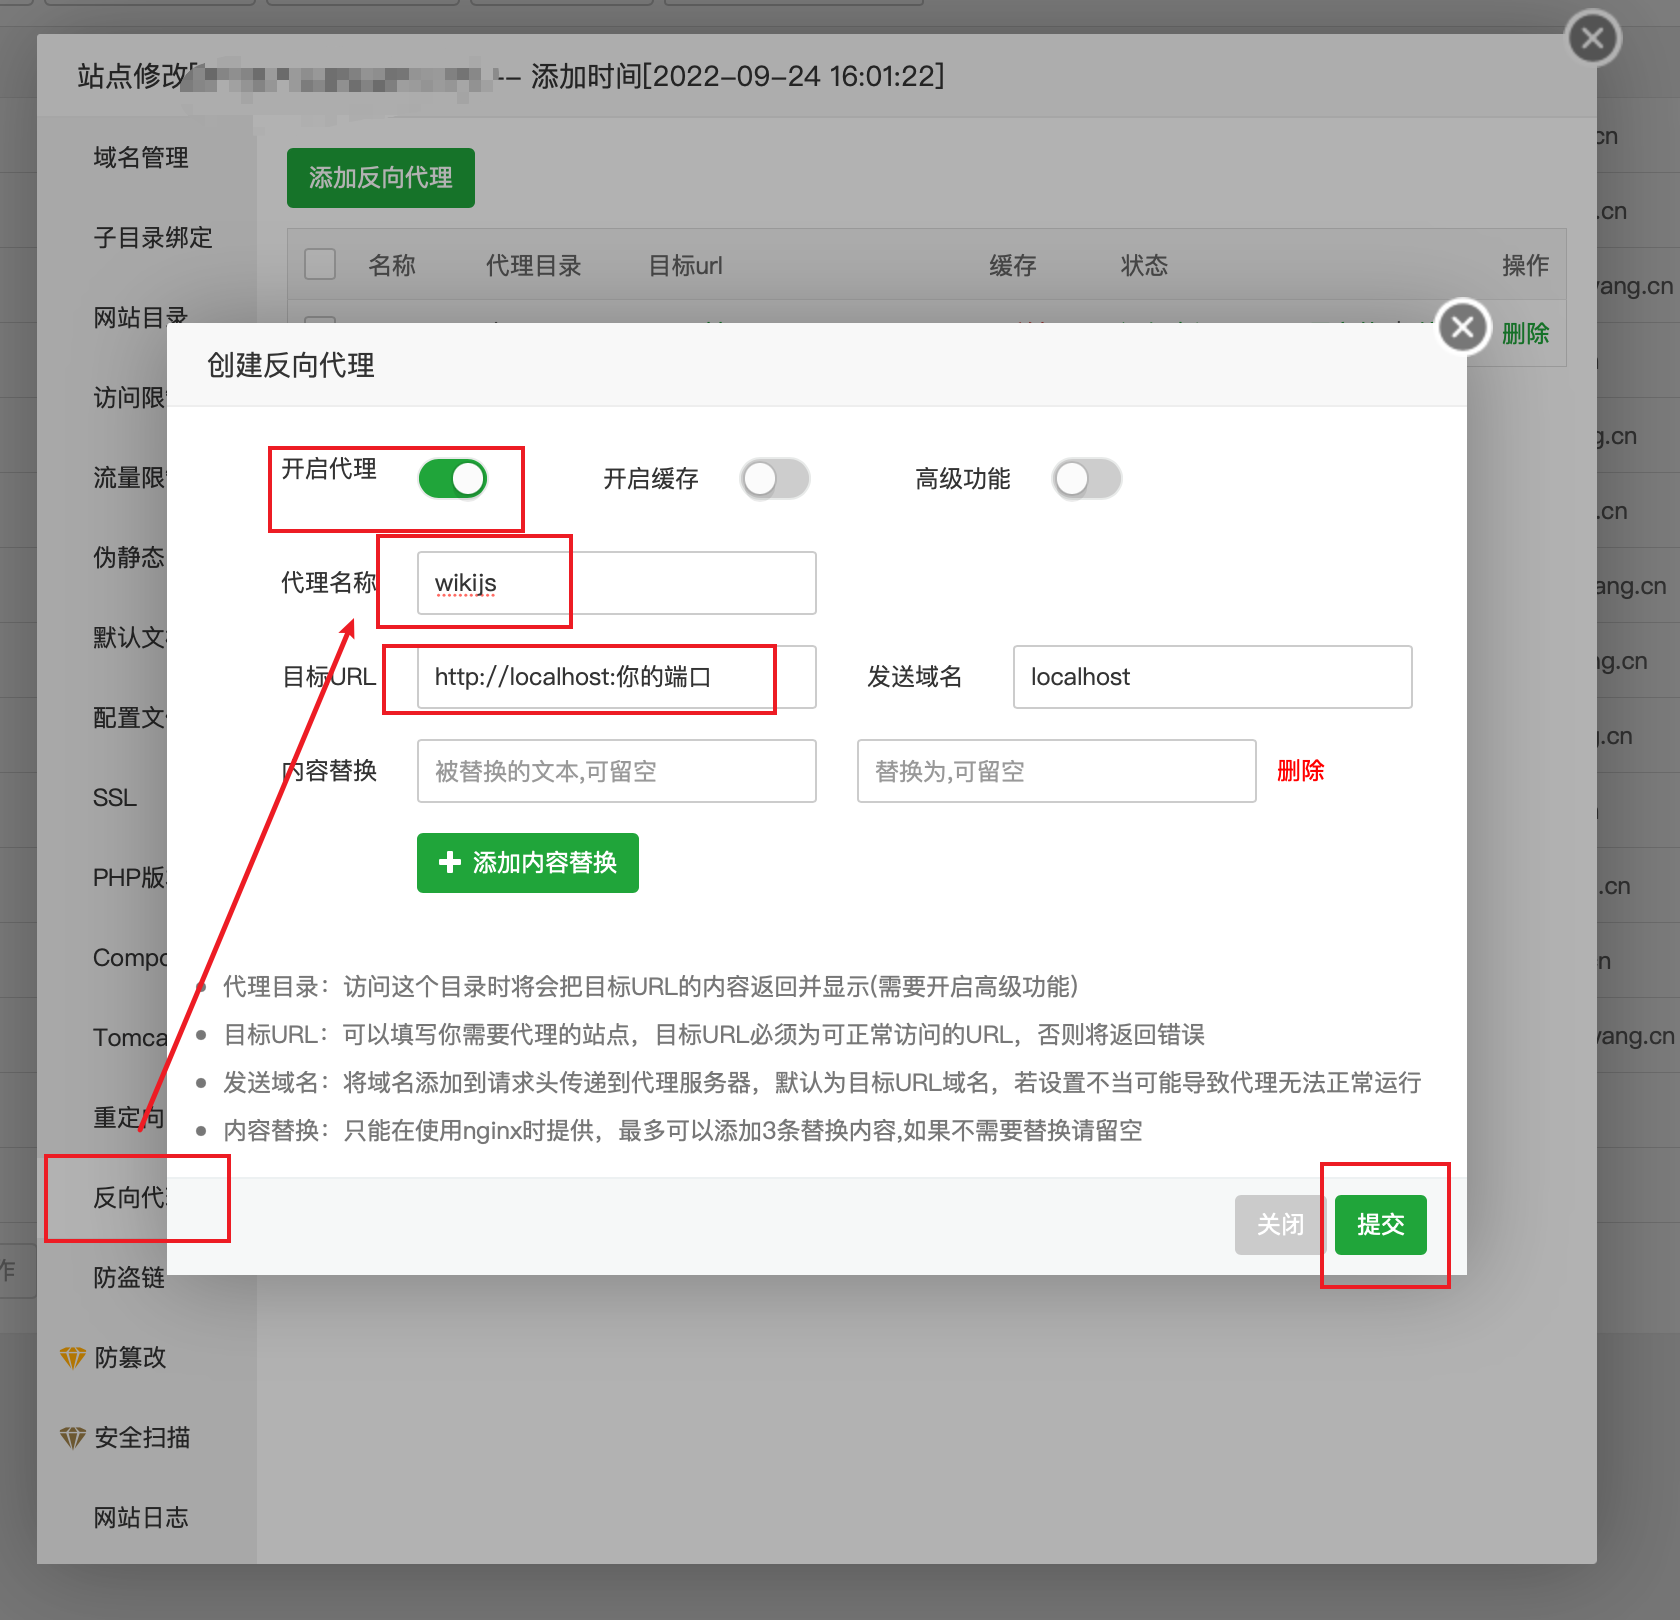 站点修改[ -- 添加时间[2022-09-24 16:01:22]
域名管理
子目录绑定
网站目录
访问限
流量限
伪静态
默认文
配置文
SSL
PHP版
Compo
Tomca
重定向
反向代
防盗链
防篡改
安全扫描
网站日志
添加反向代理
名称 代理目录 目标url 缓存 状态 操作
删除
创建反向代理
开启代理 开启缓存 高级功能
代理名称 wikijs
目标URL http://localhost:你的端口 发送域名 localhost
内容替换 被替换的文本,可留空 替换为,可留空 删除
添加内容替换
代理目录：访问这个目录时将会把目标URL的内容返回并显示(需要开启高级功能)
目标URL：可以填写你需要代理的站点，目标URL必须为可正常访问的URL，否则将返回错误
发送域名：将域名添加到请求头传递到代理服务器，默认为目标URL域名，若设置不当可能导致代理无法正常运行
内容替换：只能在使用nginx时提供，最多可以添加3条替换内容,如果不需要替换请留空
关闭 提交
作
cn
.cn
yang.cn
g.cn
.cn
ang.cn
ng.cn
.cn
.cn
n
yang.cn